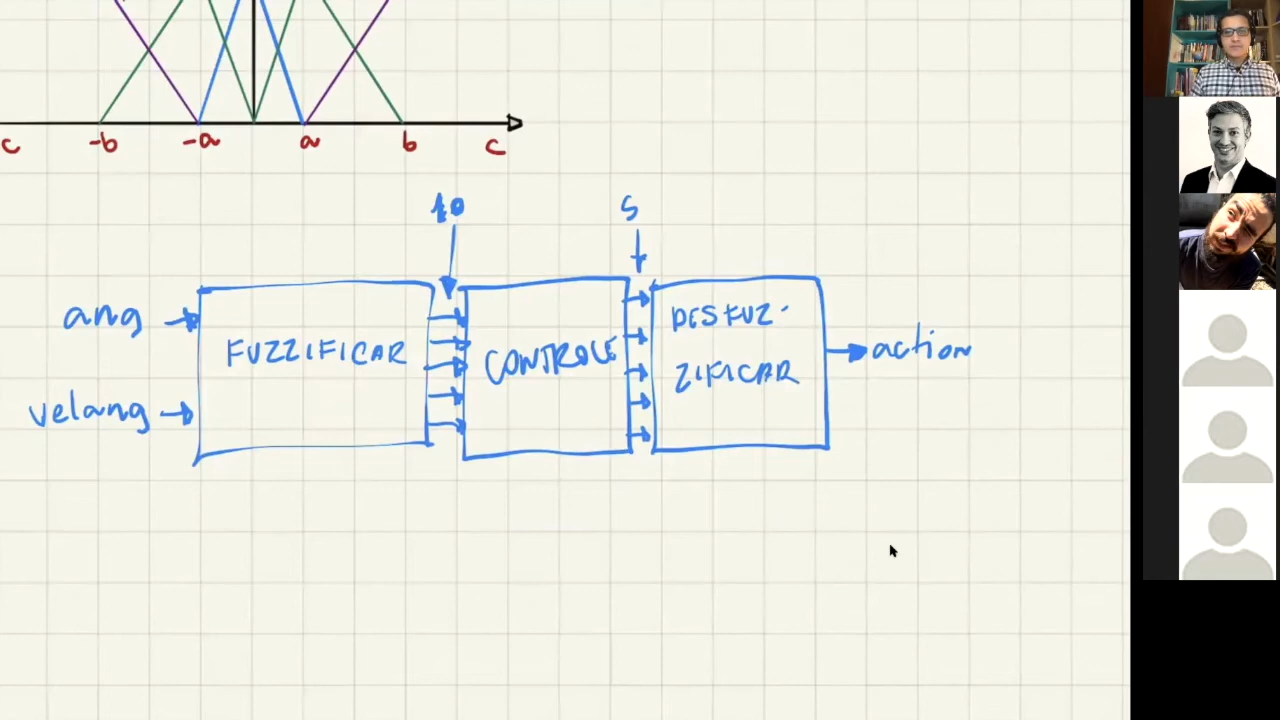 c -b -a a b c
10 5
ang
FUZZIFICAR
CONTROLE
DESFUZ-
ZIFICAR
action
velang